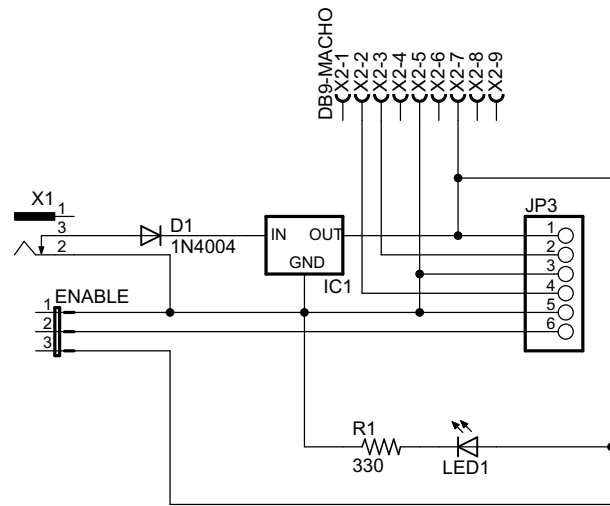 DB9-MACHO
X2-1
X2-2
X2-3
X2-4
X2-5
X2-6
X2-7
X2-8
X2-9
X1
1
3
2
D1
1N4004
IN OUT
GND
IC1
JP3
1
2
3
4
5
6
ENABLE
1
2
3
R1
330
LED1